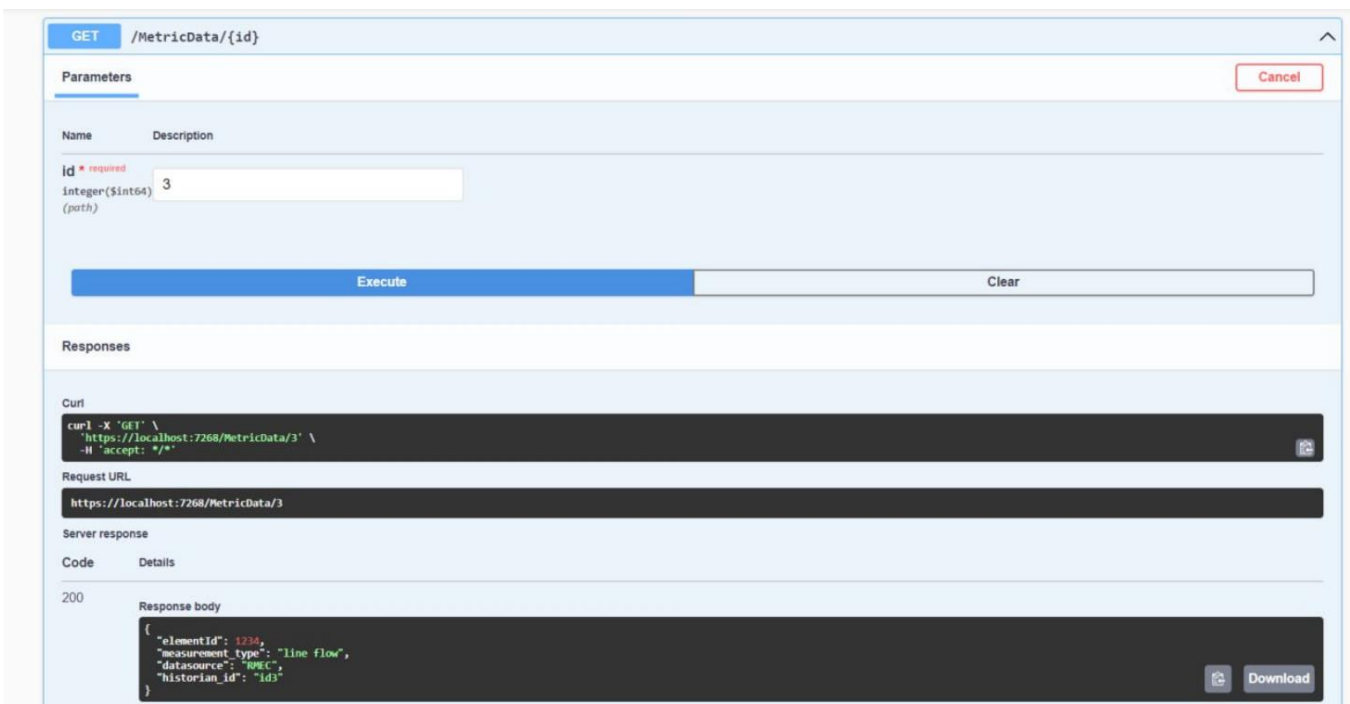 GET /MetricData/{id}
Parameters
Cancel
Name Description
id * required
integer($int64)
(path)
3
Execute Clear
Responses
Curl
curl -X 'GET' \
'https://localhost:7268/MetricData/3' \
-H 'accept: */*'
Request URL
https://localhost:7268/MetricData/3
Server response
Code Details
200
Response body
{
"elementId": 1234,
"measurement_type": "line flow",
"datasource": "RMEC",
"historian_id": "id3"
}
Download